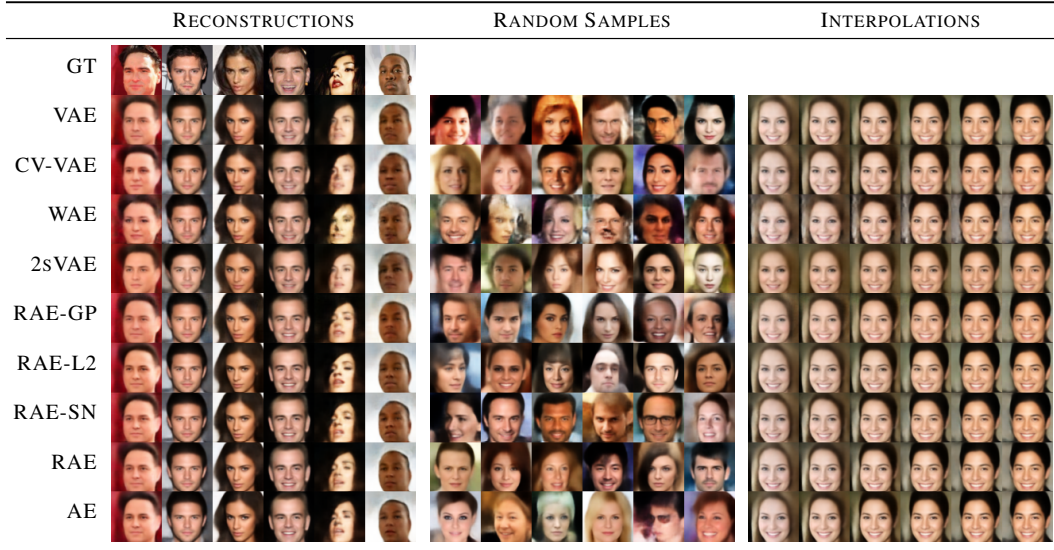 RECONSTRUCTIONS RANDOM SAMPLES INTERPOLATIONS
GT
VAE
CV-VAE
WAE
2SVAE
RAE-GP
RAE-L2
RAE-SN
RAE
AE